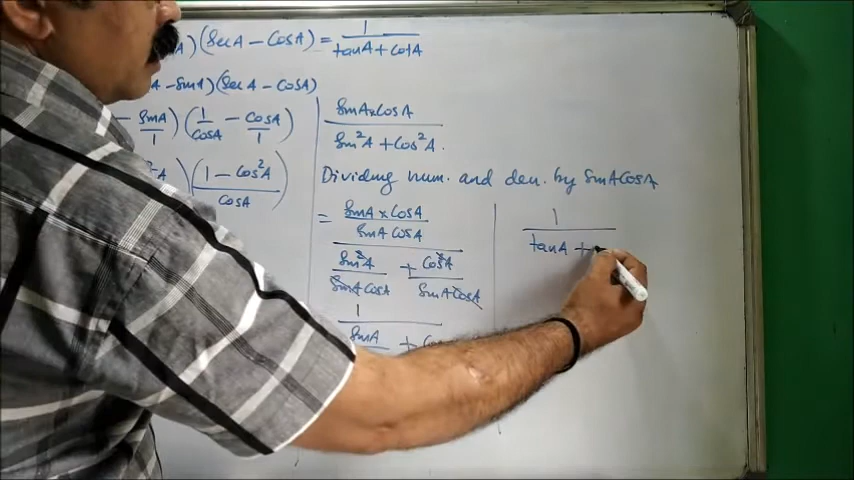 A)(SecA - CosA) = 1/(tanA + CotA)
A - SinA)(SecA - CosA)
- SinA/1)(1/CosA - CosA/1)
²A)((1 - Cos²A)/CosA)
SinA×CosA/(Sin²A + Cos²A).
Dividing num. and den. by SinACosA
= (SinA × CosA/SinA CosA)/(Sin²A/SinA CosA + Cos²A/SinA CosA)
1/(SinA + Co
1/(tanA +